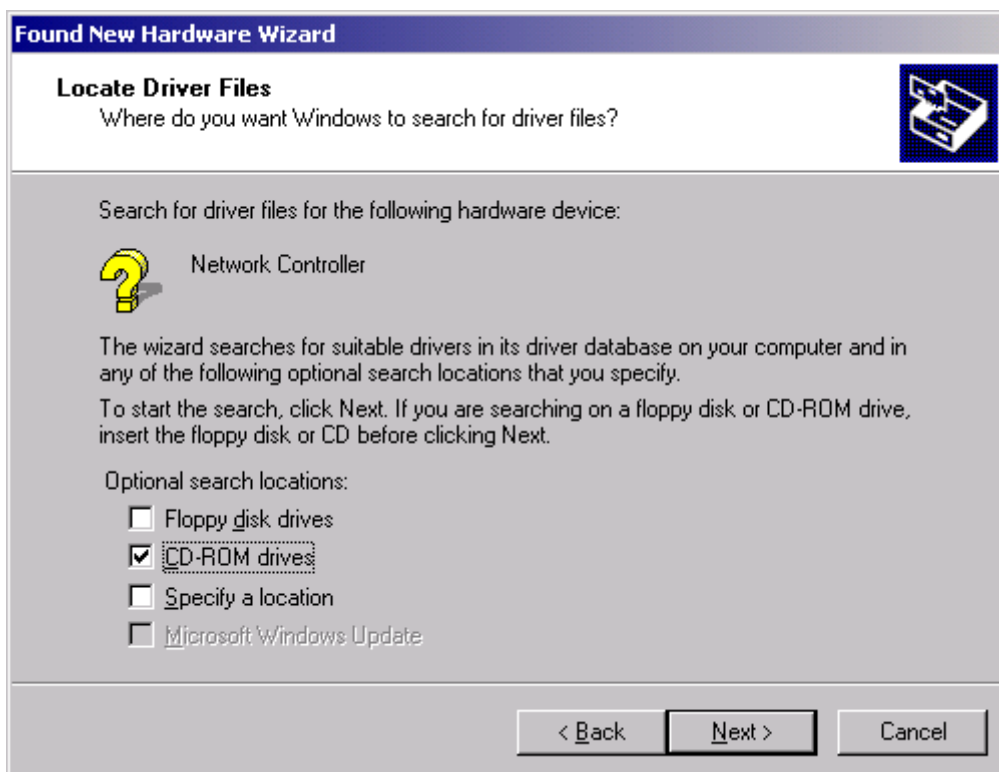 Found New Hardware Wizard
Locate Driver Files
Where do you want Windows to search for driver files?
Search for driver files for the following hardware device:
Network Controller
The wizard searches for suitable drivers in its driver database on your computer and in
any of the following optional search locations that you specify.
To start the search, click Next. If you are searching on a floppy disk or CD-ROM drive,
insert the floppy disk or CD before clicking Next.
Optional search locations:
Floppy disk drives
CD-ROM drives
Specify a location
Microsoft Windows Update
< Back Next > Cancel